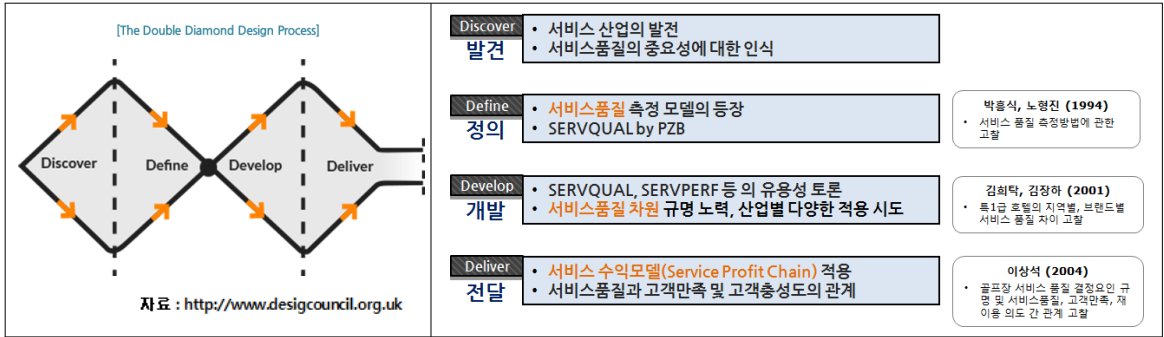 [The Double Diamond Design Process]
Discover
Define
Develop
Deliver
자료 : http://www.desigcouncil.org.uk
Discover
발견
• 서비스 산업의 발전
• 서비스품질의 중요성에 대한 인식
Define
정의
• 서비스품질 측정 모델의 등장
• SERVQUAL by PZB
박흥식, 노형진 (1994)
• 서비스 품질 측정방법에 관한
고찰
Develop
개발
• SERVQUAL, SERVPERF 등 의 유용성 토론
• 서비스품질 차원 규명 노력, 산업별 다양한 적용 시도
김희탁, 김장하 (2001)
• 특1급 호텔의 지역별, 브랜드별
서비스 품질 차이 고찰
Deliver
전달
• 서비스 수익모델(Service Profit Chain) 적용
• 서비스품질과 고객만족 및 고객충성도의 관계
이상석 (2004)
• 골프장 서비스 품질 결정요인 규
명 및 서비스품질, 고객만족, 재
이용 의도 간 관계 고찰